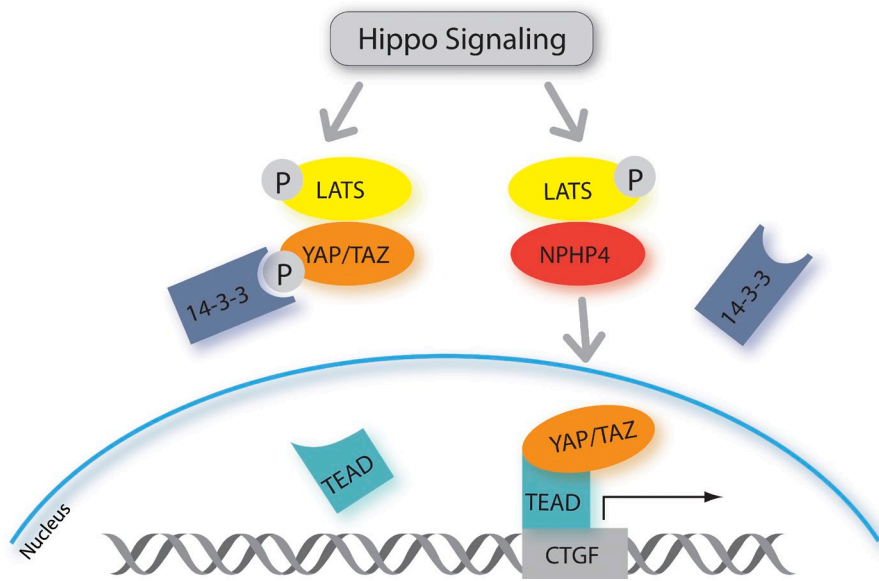 Hippo Signaling
P
LATS
LATS
P
YAP/TAZ
NPHP4
14-3-3
P
14-3-3
YAP/TAZ
TEAD
TEAD
Nucleus
CTGF